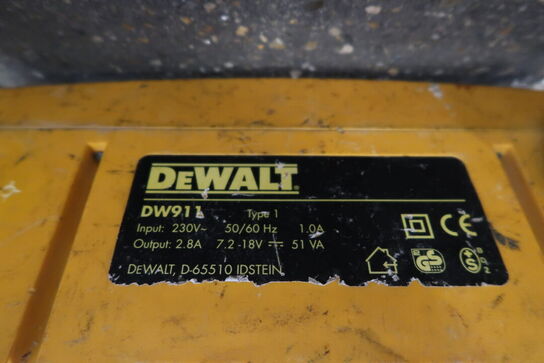 DEWALT
DW911 Type 1
Input: 230V~ 50/60 Hz 1.0A
Output: 2.8A 7.2-18V 51 VA
DEWALT, D-65510 IDSTEIN
CE